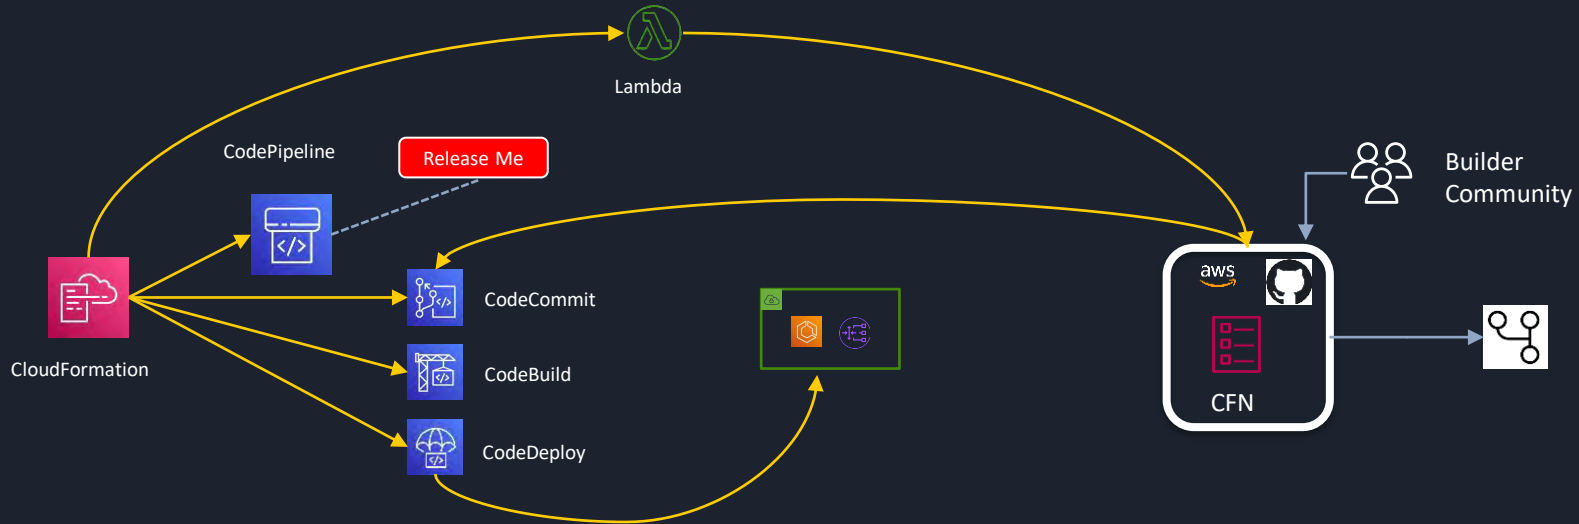 Lambda
CodePipeline
Release Me
Builder
Community
CodeCommit
aws
CloudFormation
CodeBuild
CFN
CodeDeploy